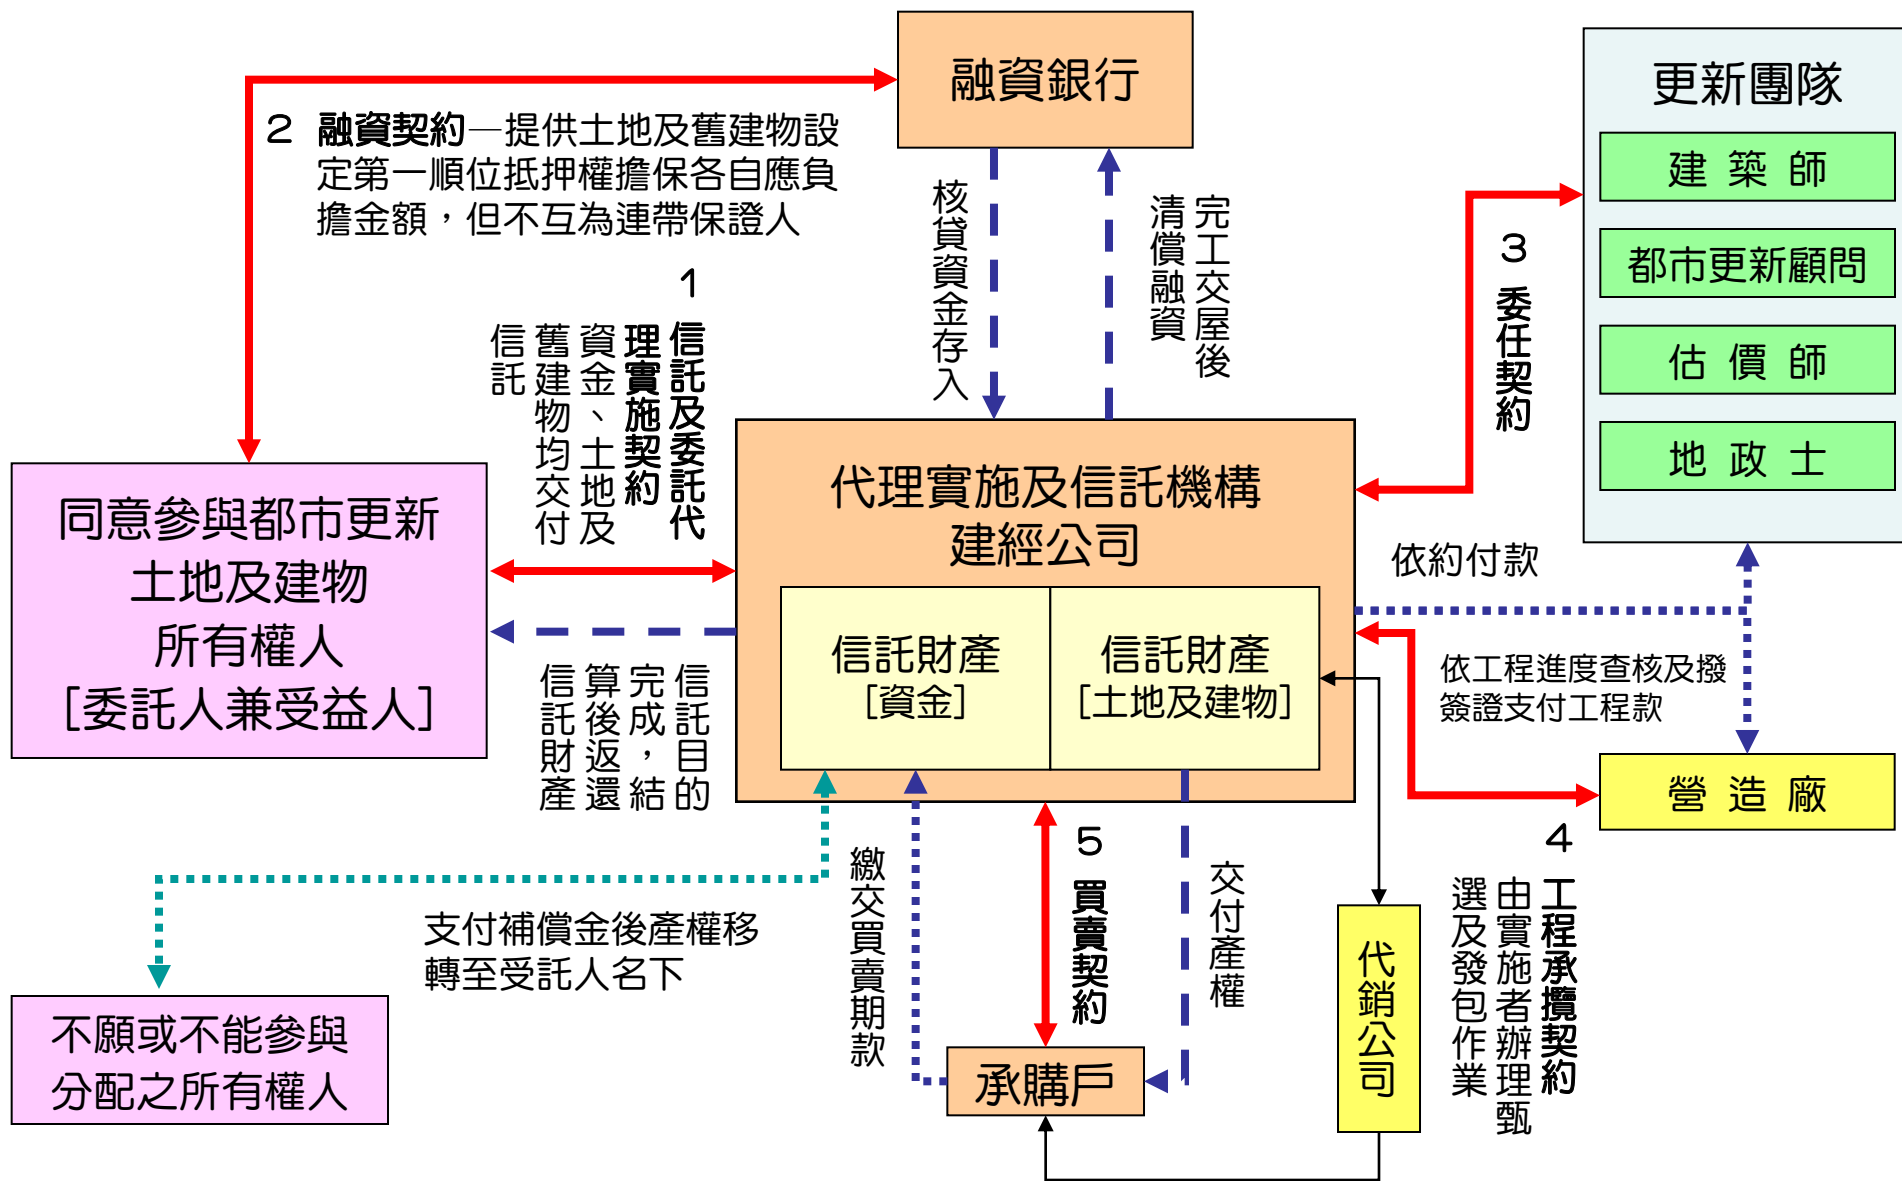 融資銀行
更新團隊
建築師
都市更新顧問
估價師
地政士
2 融資契約—提供土地及舊建物設
定第一順位抵押權擔保各自應負
擔金額，但不互為連帶保證人
核貸資金存入
完工交屋後
清償融資
3 委任契約
1 信託及委託代
理實施契約
資金、土地及
舊建物均交付
信託
同意參與都市更新
土地及建物
所有權人
[委託人兼受益人]
代理實施及信託機構
建經公司
信託財產
[資金]
信託財產
[土地及建物]
依約付款
依工程進度查核及撥
簽證支付工程款
營造廠
信託目的
完成，結
算後返還
信託財產
4 工程承攬契約
由實施者辦理甄
選及發包作業
5 買賣契約
繳交買賣期款
交付產權
代銷公司
支付補償金後產權移
轉至受託人名下
不願或不能參與
分配之所有權人
承購戶